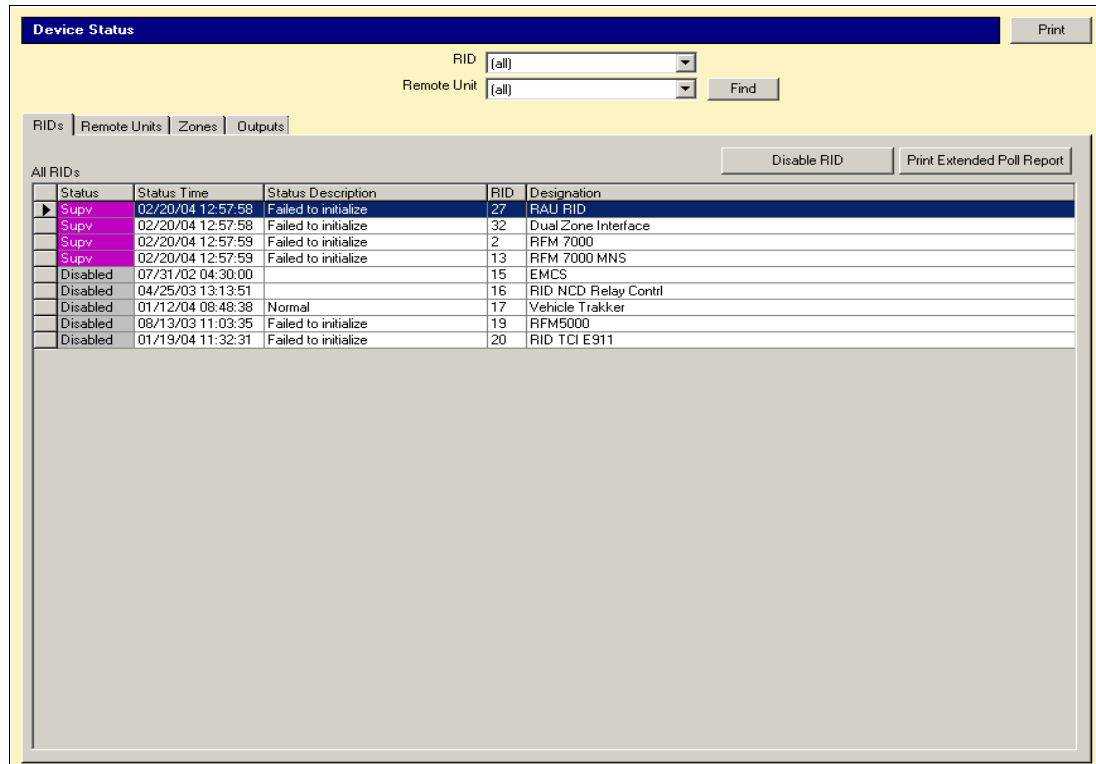 Device Status
Print
RID (all)
Remote Unit (all) Find
RIDs Remote Units Zones Outputs
Disable RID Print Extended Poll Report
All RIDs
Status Status Time Status Description RID Designation
Supv 02/20/04 12:57:58 Failed to initialize 27 RAU RID
Supv 02/20/04 12:57:58 Failed to initialize 32 Dual Zone Interface
Supv 02/20/04 12:57:59 Failed to initialize 2 RFM 7000
Supv 02/20/04 12:57:59 Failed to initialize 13 RFM 7000 MNS
Disabled 07/31/02 04:30:00 15 EMCS
Disabled 04/25/03 13:13:51 16 RID NCD Relay Contrl
Disabled 01/12/04 08:48:38 Normal 17 Vehicle Trakker
Disabled 08/13/03 11:03:35 Failed to initialize 19 RFM5000
Disabled 01/19/04 11:32:31 Failed to initialize 20 RID TCI E911